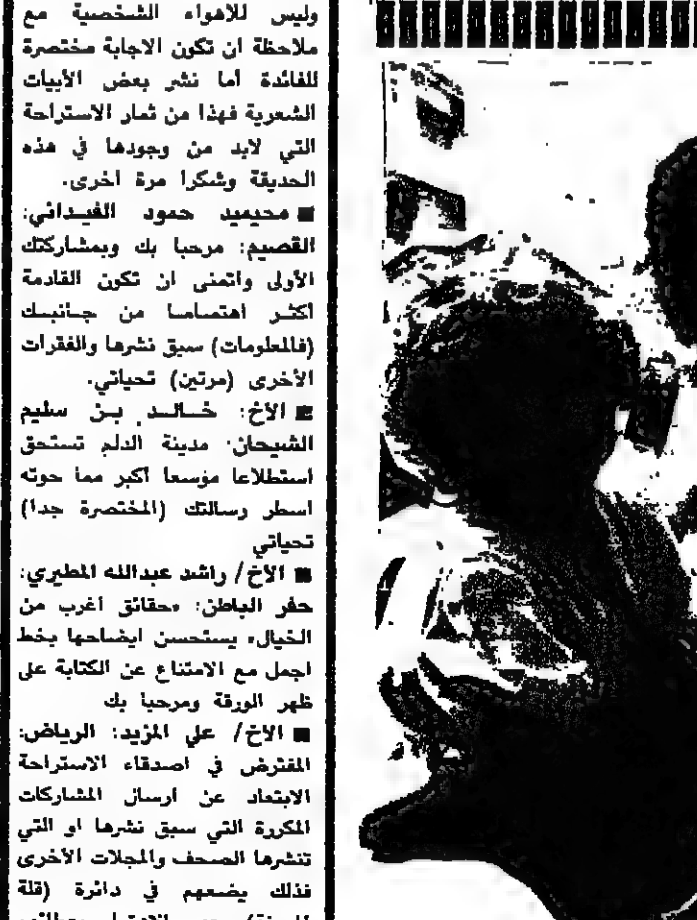 وليس للاهواء الشخصية مع
ملاحظة ان تكون الاجابة مختصرة
للفائدة أما نشر بعض الأبيات
الشعرية فهذا من ثمار الاستراحة
التي لابد من وجودها في هذه
الحديقة وشكرا مرة اخرى.
■ محيميد حمود الفيداني:
القصيم: مرحبا بك وبمشاركتك
الأولى واتمنى ان تكون القادمة
اكثر اهتماما من جانبك
(فالمعلومات) سبق نشرها والفقرات
الأخرى (مرتين) تحياتي.
■ الأخ: خالد بن سليم
الشيحان: مدينة الدلم تستحق
استطلاعا موسعا اكبر مما حوته
اسطر رسالتك (المختصرة جدا)
تحياتي
■ الأخ/ راشد عبدالله المطيري:
حفر الباطن: «حقائق أغرب من
الخيال» يستحسن ايضاحها بخط
اجمل مع الامتناع عن الكتابة على
ظهر الورقة ومرحبا بك
■ الأخ/ علي المزيد: الرياض:
المفترض في اصدقاء الاستراحة
الابتعاد عن ارسال المشاركات
المكررة التي سبق نشرها او التي
تنشرها الصحف والمجلات الأخرى
فذلك يضعهم في دائرة (قلة